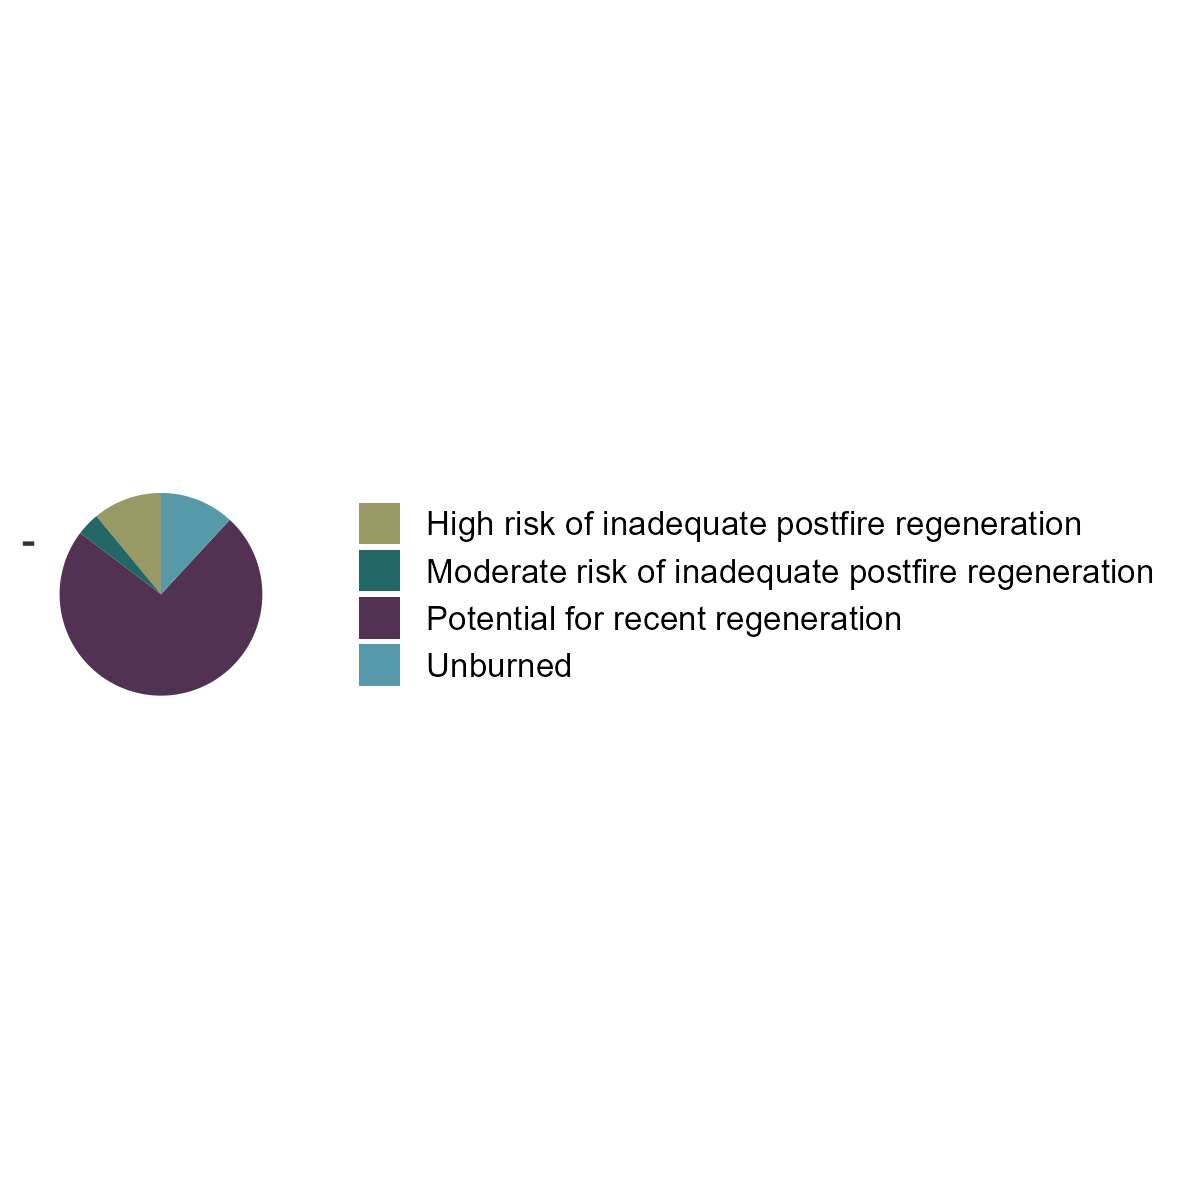 -
High risk of inadequate postfire regeneration
Moderate risk of inadequate postfire regeneration
Potential for recent regeneration
Unburned